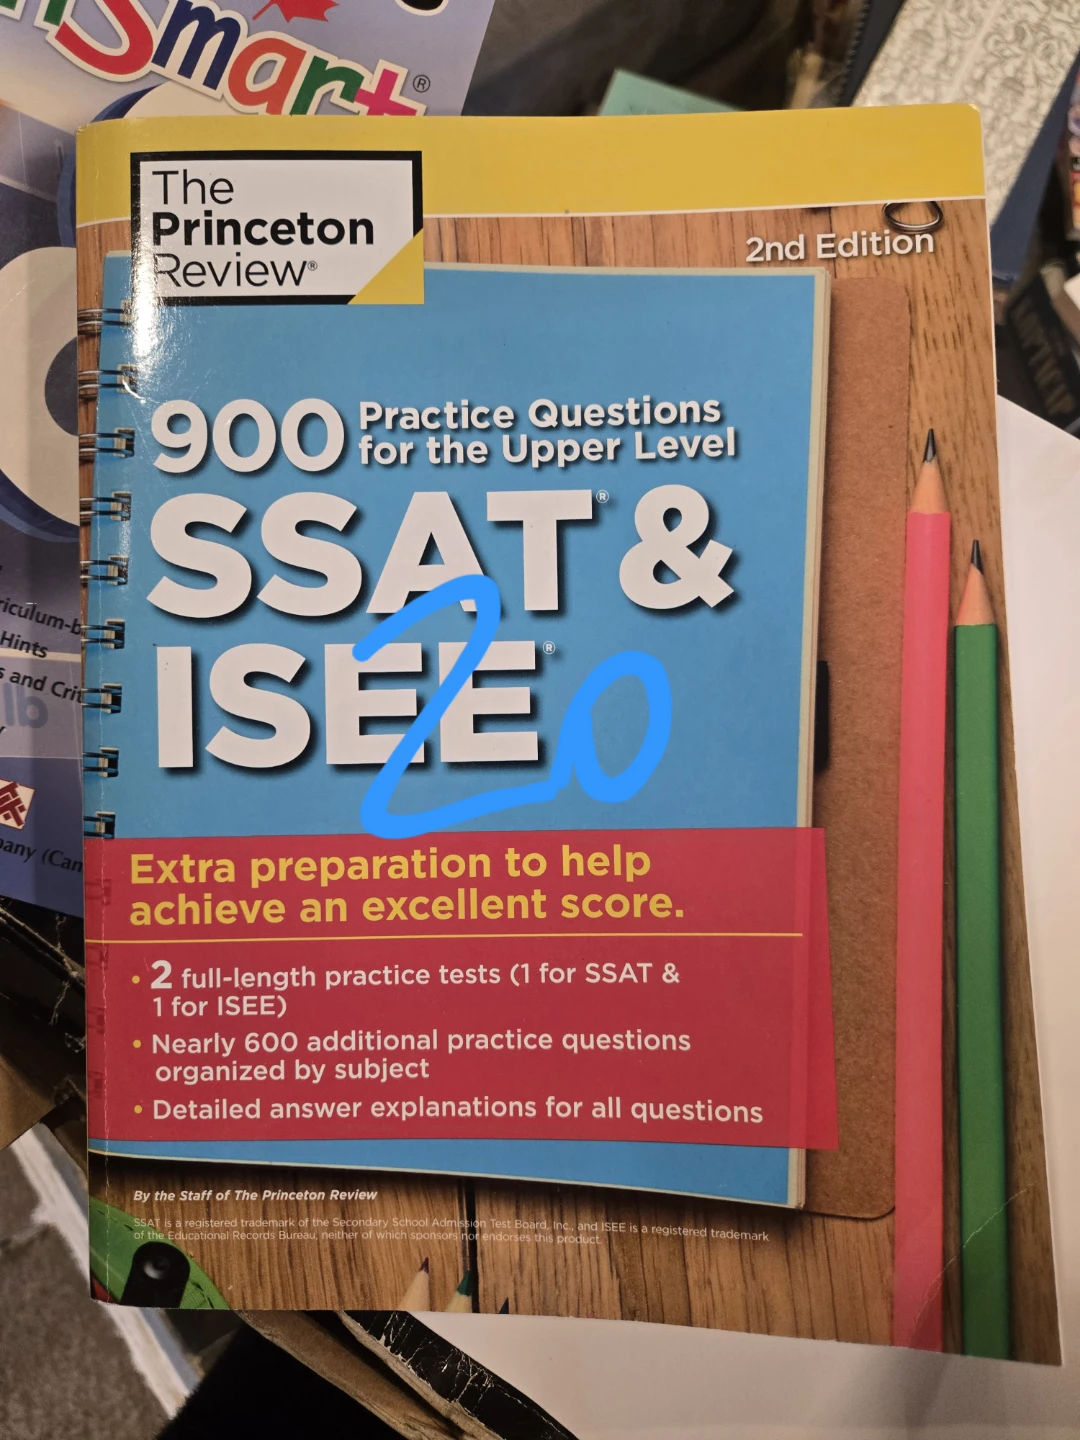 Smart®
The
Princeton
Review®
2nd Edition
900 Practice Questions
for the Upper Level
SSAT® &
ISEE®
20
Extra preparation to help
achieve an excellent score.
• 2 full-length practice tests (1 for SSAT &
1 for ISEE)
• Nearly 600 additional practice questions
organized by subject
• Detailed answer explanations for all questions
By the Staff of The Princeton Review
SSAT is a registered trademark of the Secondary School Admission Test Board, Inc., and ISEE is a registered trademark
of the Educational Records Bureau, neither of which sponsors nor endorses this product.
Hints
and Crit
any (Can